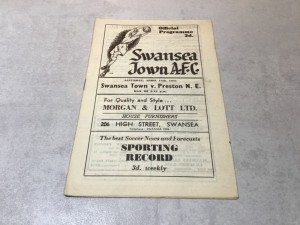 Official
Programme
2d.
Swansea
Town A.F.C.
Swansea Town v. Preston N. E.
For Quality and Style...
MORGAN & LOTT LTD.
HOUSE FURNISHERS
206 HIGH STREET, SWANSEA
The best Soccer News and Forecasts
SPORTING
RECORD
3d. weekly